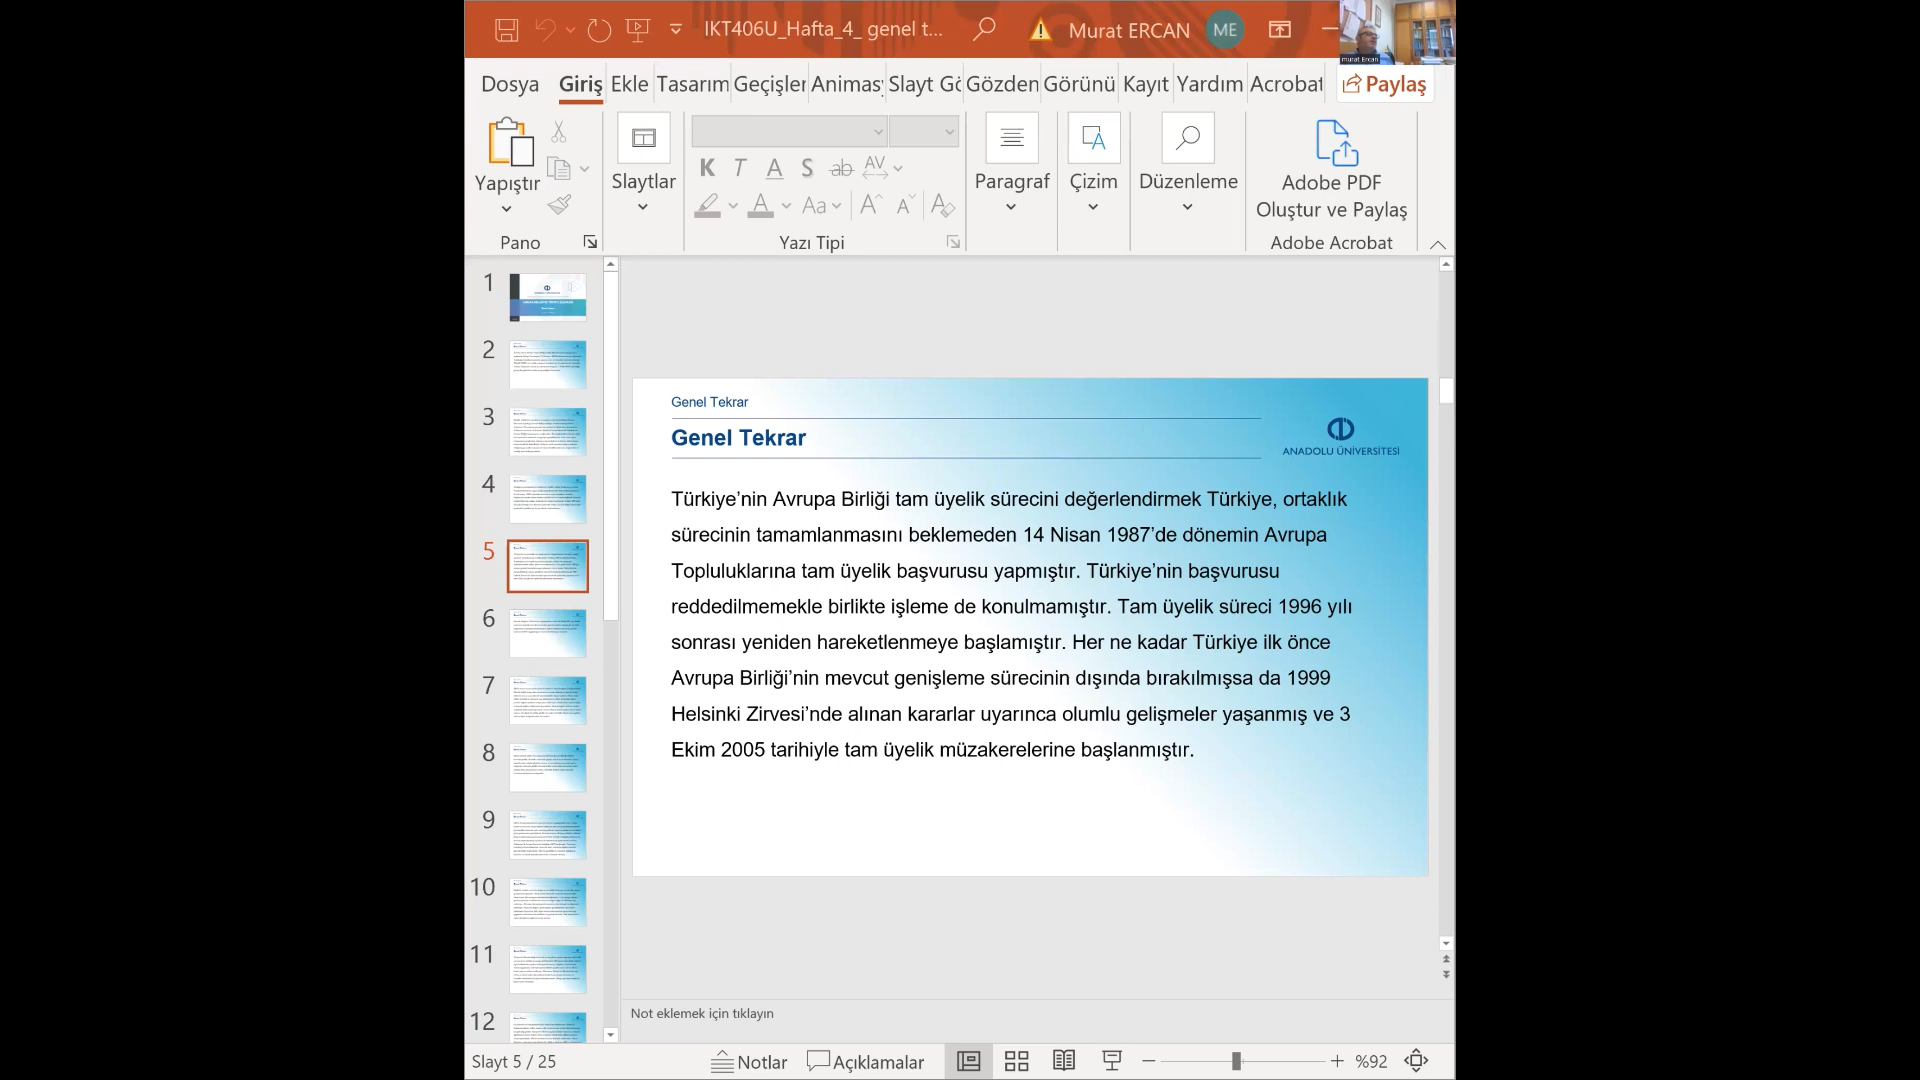 IKT406U_Hafta_4_ genel t...
Murat ERCAN
ME
murat Ercan
Dosya Giriş Ekle Tasarım Geçişler Animas Slayt Gö Gözden Görünü Kayıt Yardım Acrobat Paylaş
Yapıştır
Slaytlar
K T A S ab AV
A Aa A A A
Paragraf
Çizim
Düzenleme
Adobe PDF
Oluştur ve Paylaş
Pano
Yazı Tipi
Adobe Acrobat
1
2
3
4
5
6
7
8
9
10
11
12
Genel Tekrar
Genel Tekrar
ANADOLU ÜNİVERSİTESİ
Türkiye’nin Avrupa Birliği tam üyelik sürecini değerlendirmek Türkiye, ortaklık
sürecinin tamamlanmasını beklemeden 14 Nisan 1987’de dönemin Avrupa
Topluluklarına tam üyelik başvurusu yapmıştır. Türkiye’nin başvurusu
reddedilmemekle birlikte işleme de konulmamıştır. Tam üyelik süreci 1996 yılı
sonrası yeniden hareketlenmeye başlamıştır. Her ne kadar Türkiye ilk önce
Avrupa Birliği’nin mevcut genişleme sürecinin dışında bırakılmışsa da 1999
Helsinki Zirvesi’nde alınan kararlar uyarınca olumlu gelişmeler yaşanmış ve 3
Ekim 2005 tarihiyle tam üyelik müzakerelerine başlanmıştır.
Not eklemek için tıklayın
Slayt 5 / 25
Notlar
Açıklamalar
%92